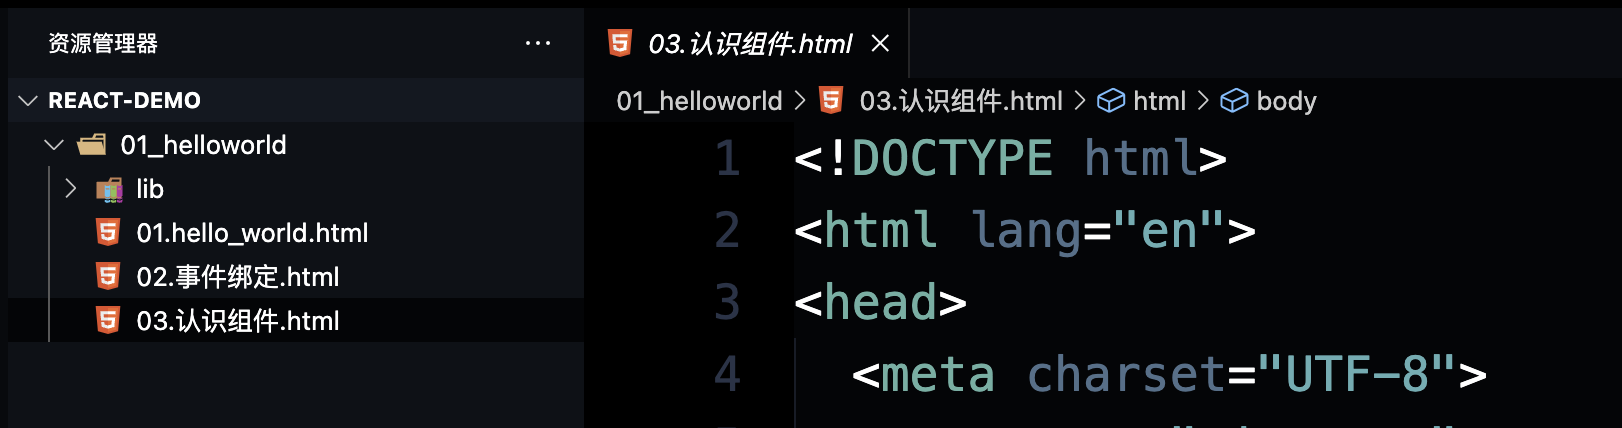 资源管理器 ...
REACT-DEMO
01_helloworld
lib
01.hello_world.html
02.事件绑定.html
03.认识组件.html
03.认识组件.html
01_helloworld > 03.认识组件.html > html > body
1 <!DOCTYPE html>
2 <html lang="en">
3 <head>
4 <meta charset="UTF-8">